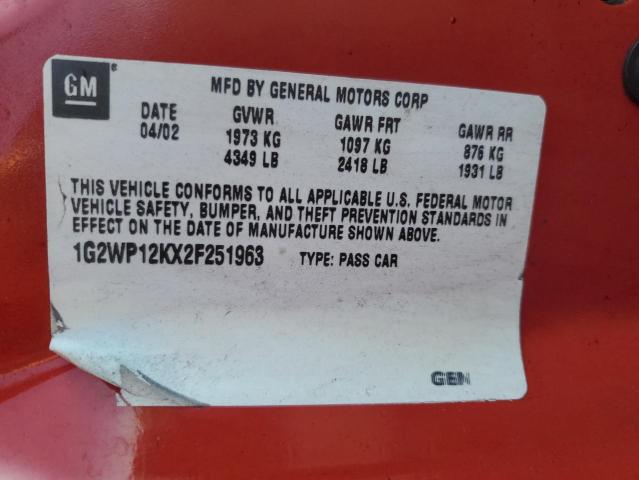 GM ®
MFD BY GENERAL MOTORS CORP
DATE GVWR GAWR FRT GAWR RR
04/02 1973 KG 1097 KG 876 KG
4349 LB 2418 LB 1931 LB
THIS VEHICLE CONFORMS TO ALL APPLICABLE U.S. FEDERAL MOTOR
VEHICLE SAFETY, BUMPER, AND THEFT PREVENTION STANDARDS IN
EFFECT ON THE DATE OF MANUFACTURE SHOWN ABOVE.
1G2WP12KX2F251963 TYPE: PASS CAR
GEN